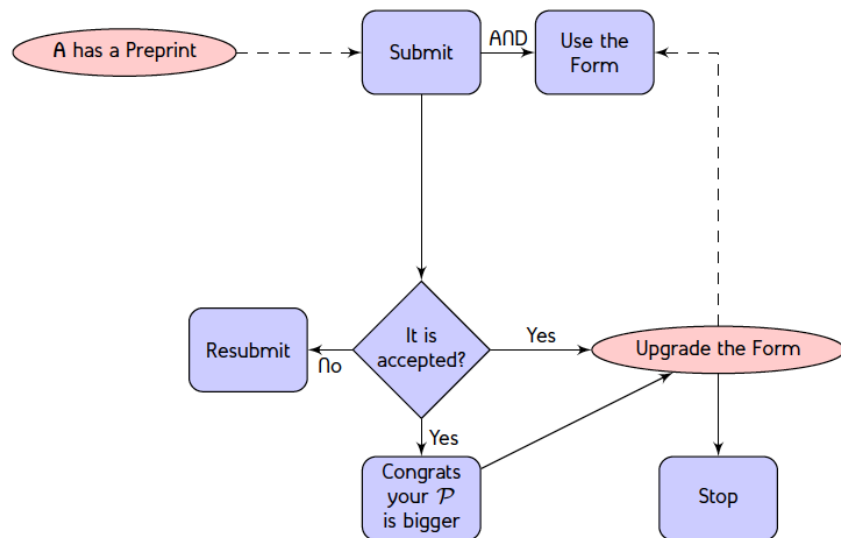 A has a Preprint
Submit
AND
Use the
Form
It is
accepted?
Resubmit
No
Yes
Upgrade the Form
Yes
Congrats
your 𝒫
is bigger
Stop